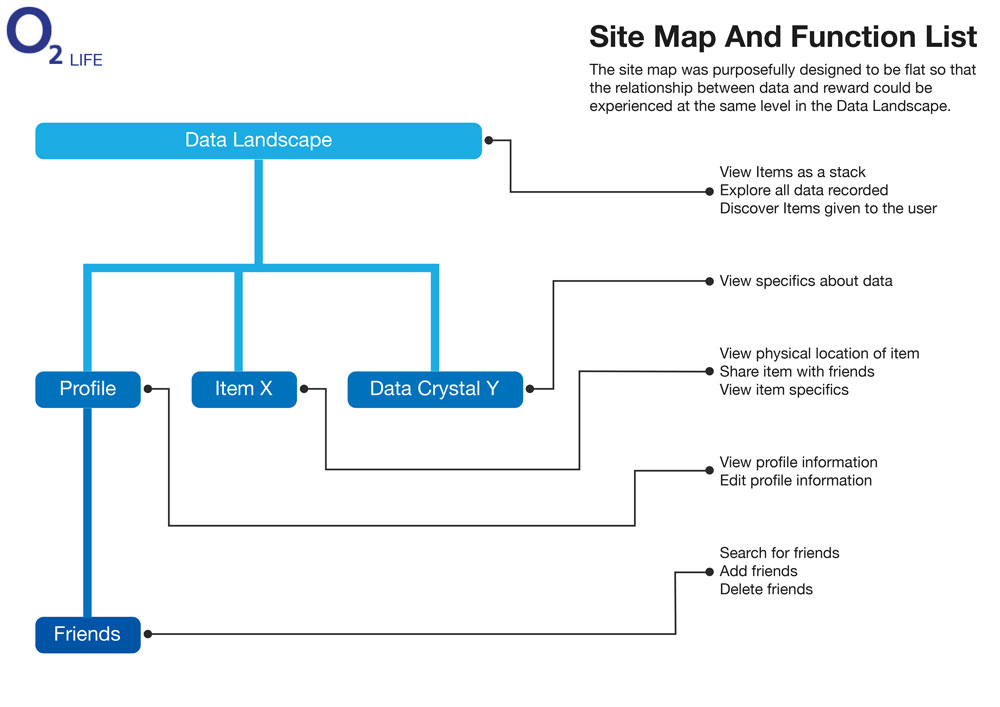 O2 LIFE
Site Map And Function List
The site map was purposefully designed to be flat so that
the relationship between data and reward could be
experienced at the same level in the Data Landscape.
Data Landscape
View Items as a stack
Explore all data recorded
Discover Items given to the user
View specifics about data
View physical location of item
Share item with friends
View item specifics
Profile
Item X
Data Crystal Y
View profile information
Edit profile information
Search for friends
Add friends
Delete friends
Friends